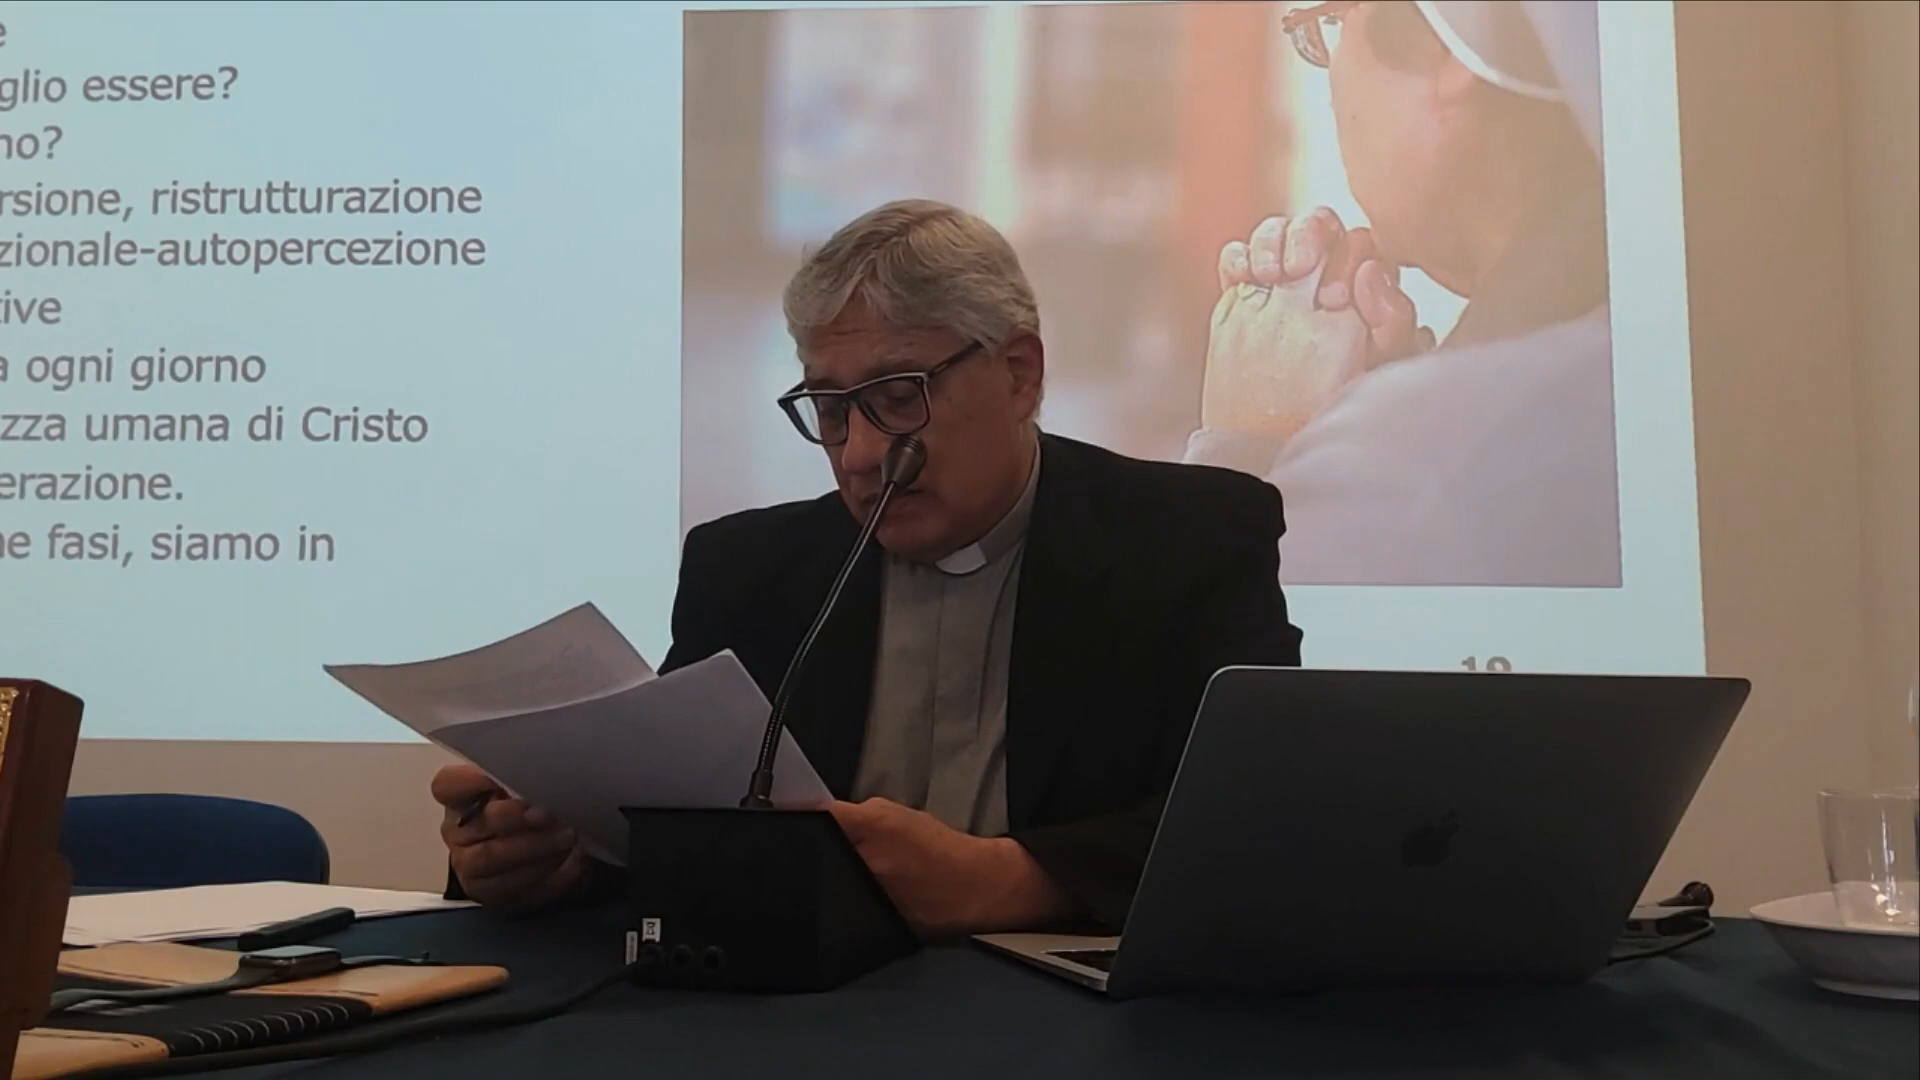 glio essere?
no?
rsione, ristrutturazione
zionale-autopercezione
tive
a ogni giorno
zza umana di Cristo
erazione.
ne fasi, siamo in
19